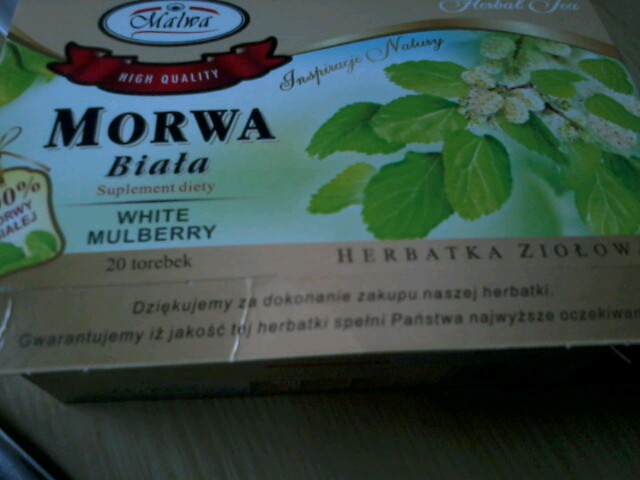 Herbal Tea
Malwa
HIGH QUALITY
Inspiracje Natury
MORWA
Biała
Suplement diety
WHITE
MULBERRY
20 torebek
HERBATKA ZIOŁOW
Dziękujemy za dokonanie zakupu naszej herbatki.
Gwarantujemy iż jakość tej herbatki spełni Państwa najwyższe oczekiwan